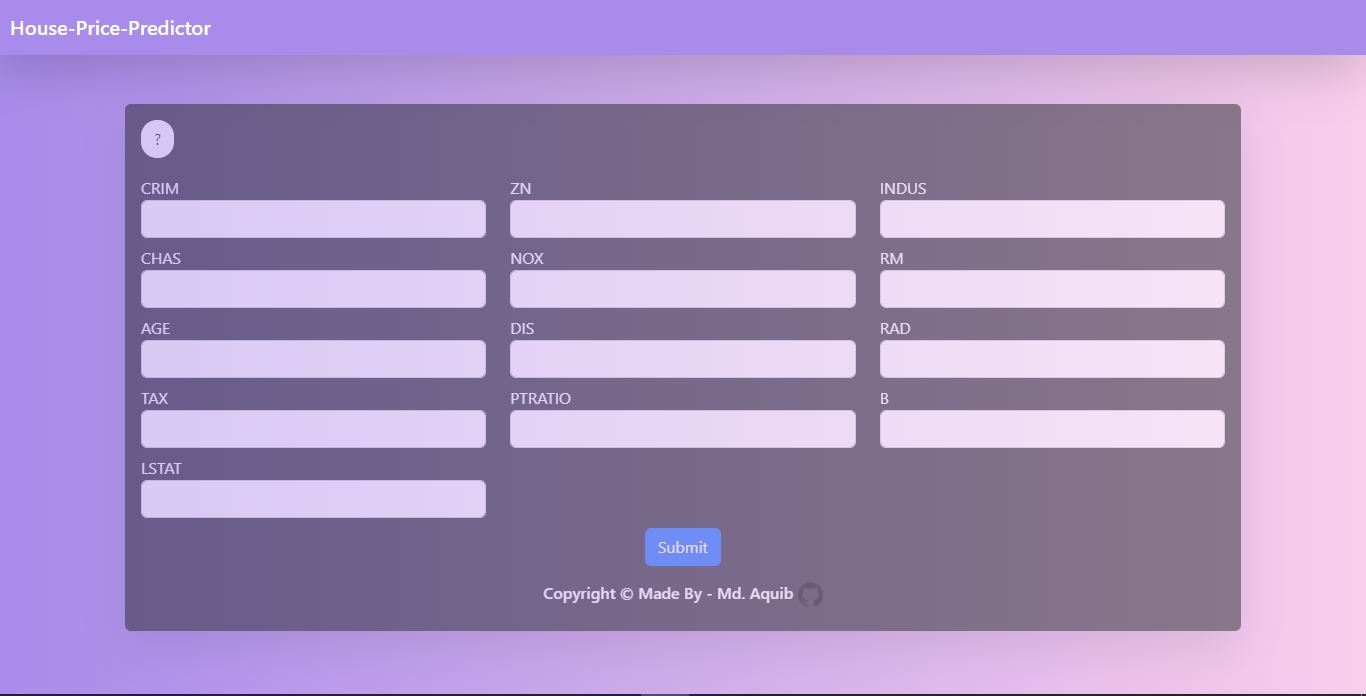 House-Price-Predictor
?
CRIM ZN INDUS
CHAS NOX RM
AGE DIS RAD
TAX PTRATIO B
LSTAT
Submit
Copyright © Made By - Md. Aquib